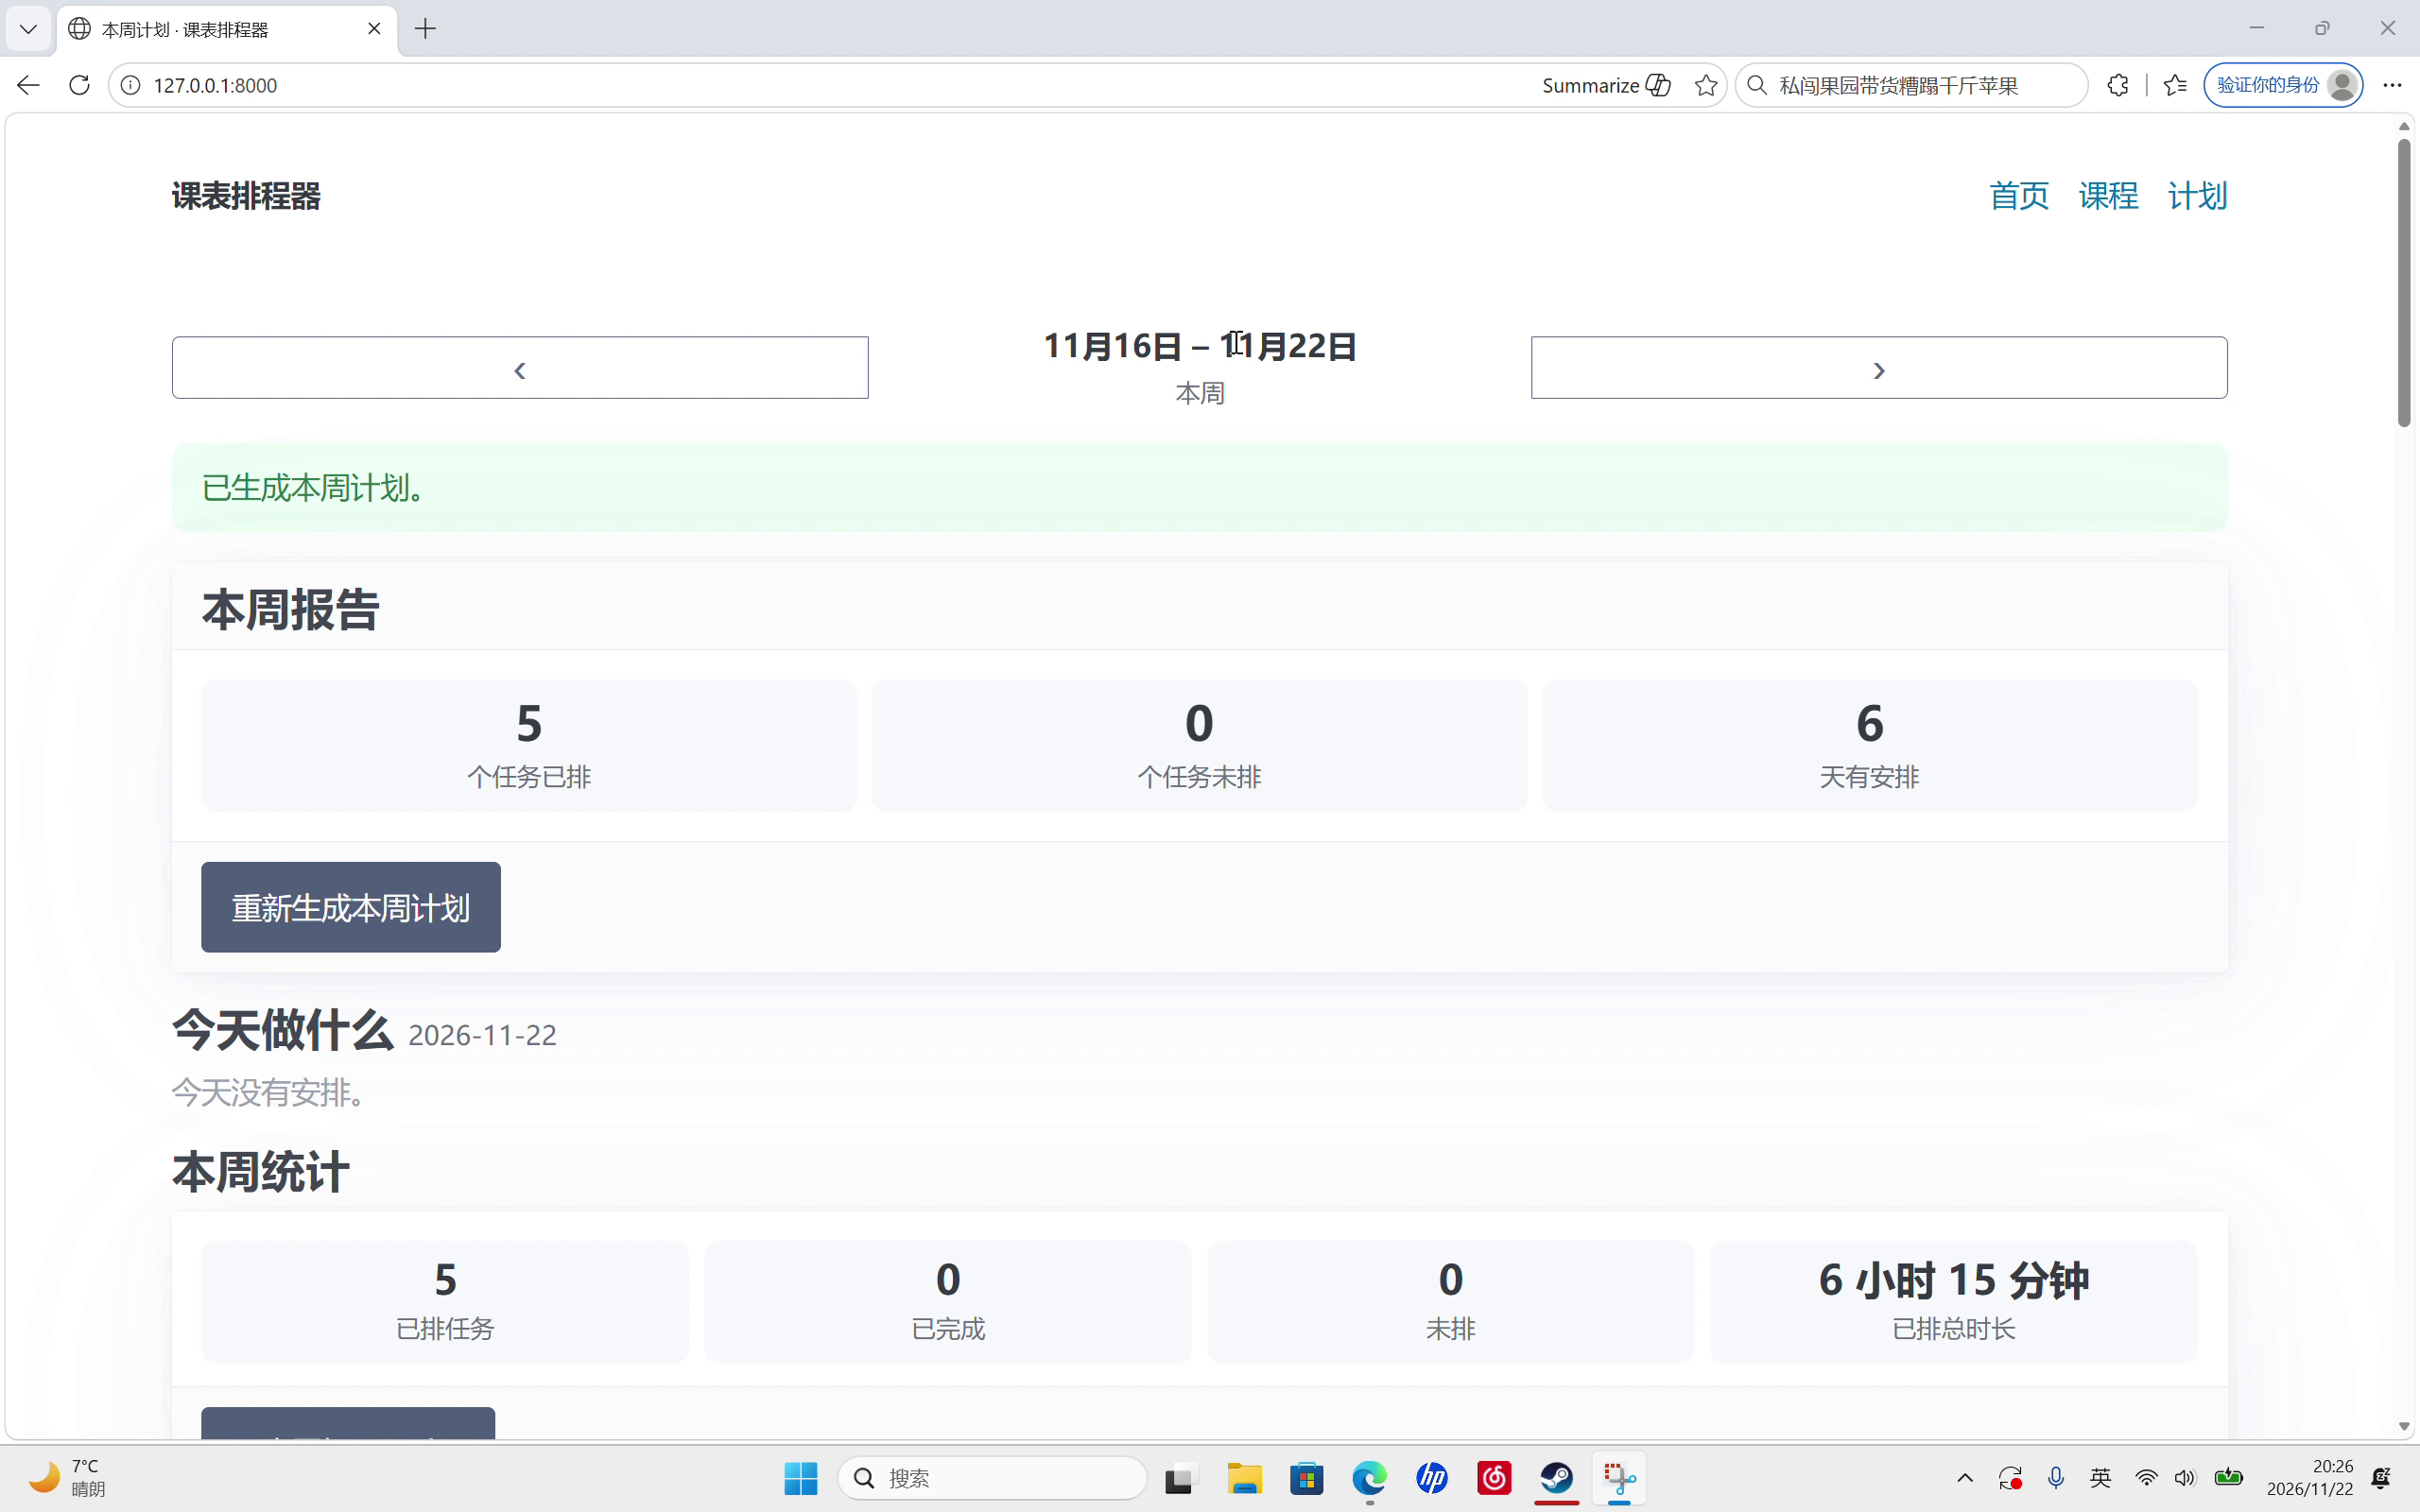 本周计划 · 课表排程器
127.0.0.1:8000
Summarize
私闯果园带货糟蹋千斤苹果
验证你的身份
课表排程器
首页 课程 计划
‹
11月16日 – 11月22日
›
本周
已生成本周计划。
本周报告
5
0
6
个任务已排
个任务未排
天有安排
重新生成本周计划
今天做什么 2026-11-22
今天没有安排。
本周统计
5
0
0
6 小时 15 分钟
已排任务
已完成
未排
已排总时长
7°C
晴朗
搜索
hp
英
20:26
2026/11/22